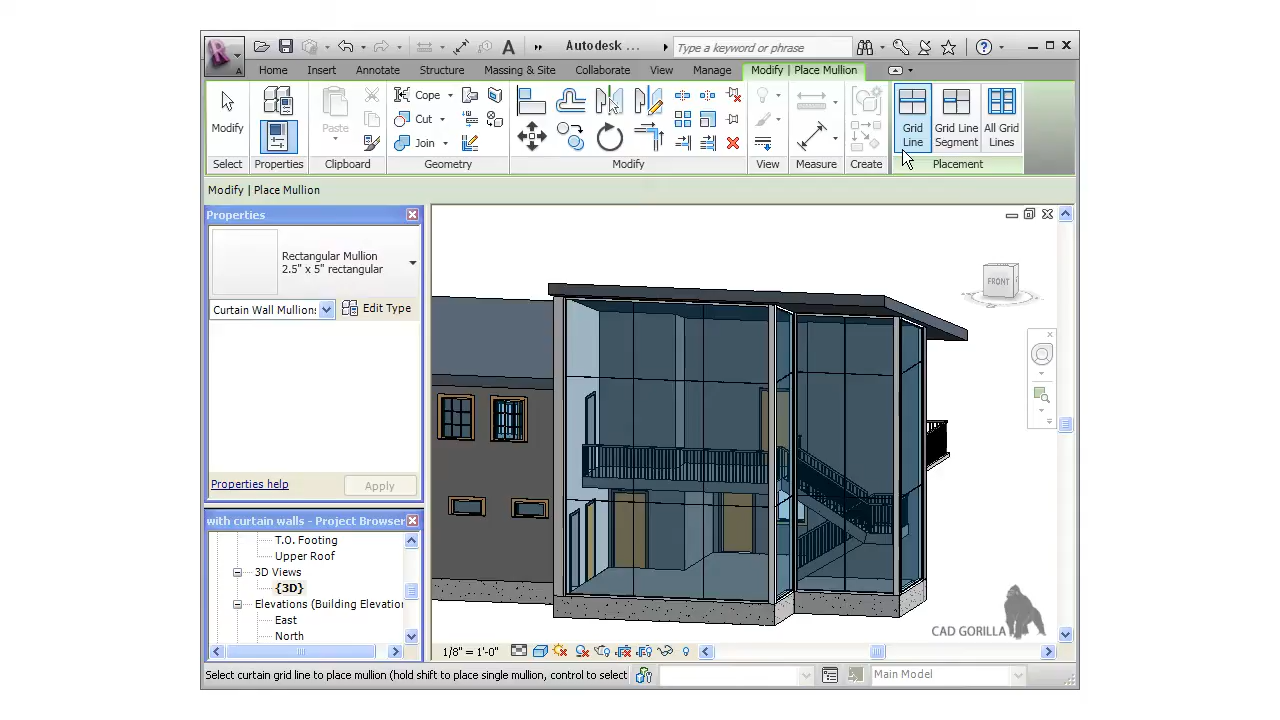 Autodesk ...
Type a keyword or phrase
Home Insert Annotate Structure Massing & Site Collaborate View Manage Modify | Place Mullion
Modify
Paste
Cope
Cut
Join
Grid
Line
Grid Line
Segment
All Grid
Lines
Select Properties Clipboard Geometry Modify View Measure Create Placement
Modify | Place Mullion
Properties
Rectangular Mullion
2.5" x 5" rectangular
Curtain Wall Mullions
Edit Type
Properties help
Apply
with curtain walls - Project Browser
T.O. Footing
Upper Roof
3D Views
{3D}
Elevations (Building Elevation
East
North
FRONT
CAD GORILLA
1/8" = 1'-0"
Select curtain grid line to place mullion (hold shift to place single mullion, control to select
Main Model